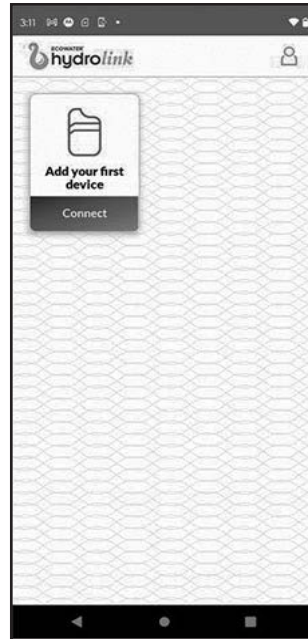 3:11
ECOWATER
hydrolink
Add your first
device
Connect